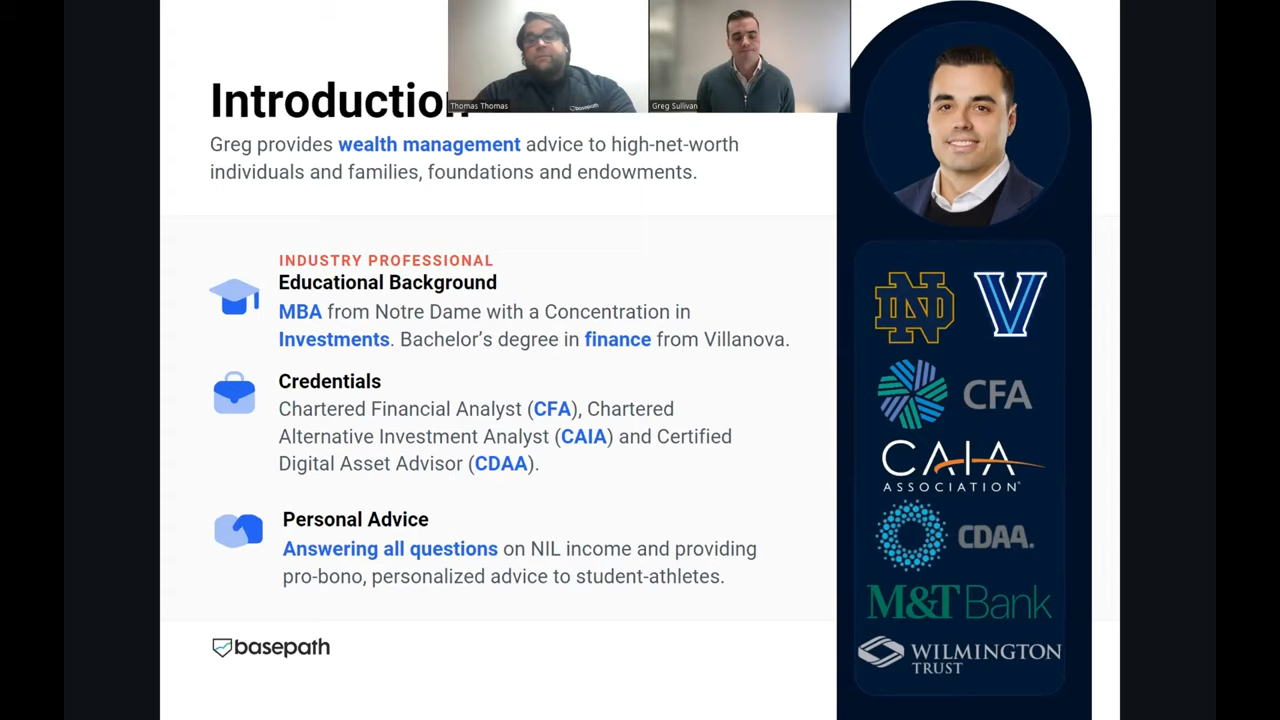 Thomas Thomas
basepath
Greg Sullivan
Introduction
Greg provides wealth management advice to high-net-worth
individuals and families, foundations and endowments.
INDUSTRY PROFESSIONAL
Educational Background
MBA from Notre Dame with a Concentration in
Investments. Bachelor’s degree in finance from Villanova.
Credentials
Chartered Financial Analyst (CFA), Chartered
Alternative Investment Analyst (CAIA) and Certified
Digital Asset Advisor (CDAA).
Personal Advice
Answering all questions on NIL income and providing
pro-bono, personalized advice to student-athletes.
basepath
ND
V
CFA
CAIA
ASSOCIATION®
CDAA.
M&T Bank
WILMINGTON
TRUST